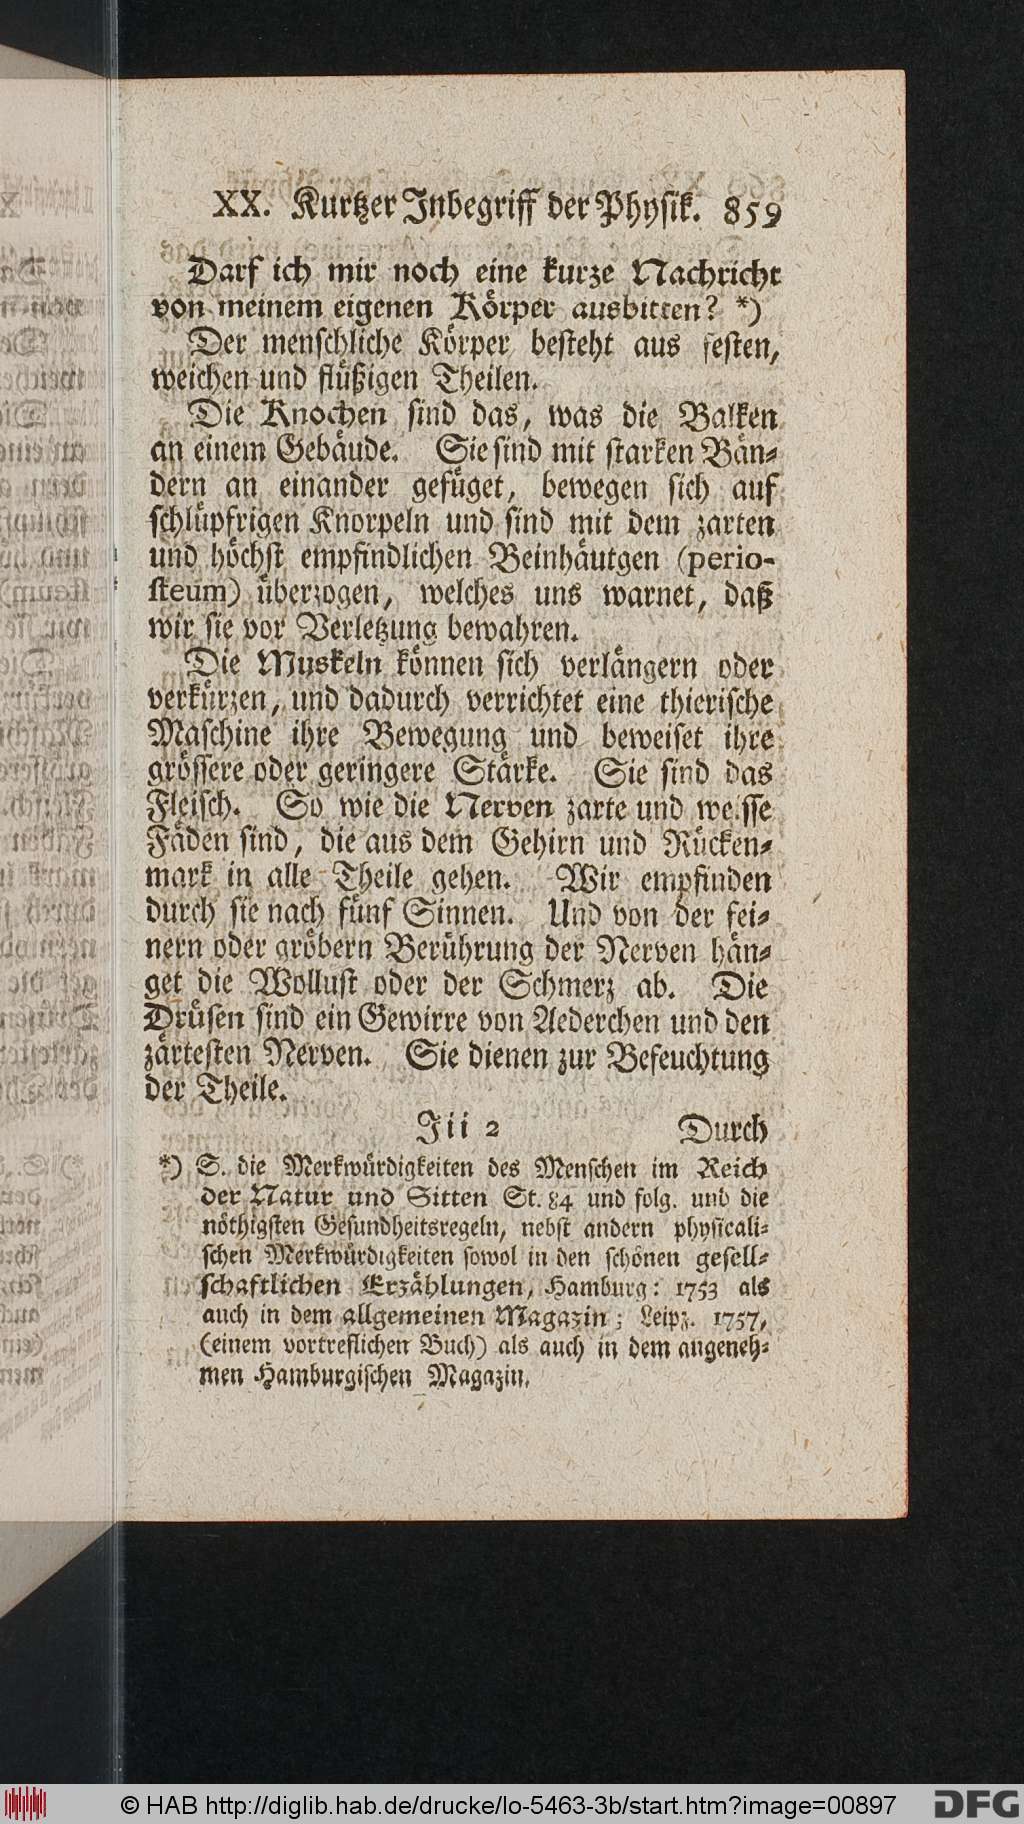 XX. Kurtzer Inbegriff der Physik. 859
Darf ich mir noch eine kurze Nachricht
von meinem eigenen Körper ausbitten? *)
Der menschliche Körper besteht aus festen,
weichen und flüßigen Theilen.
Die Knochen sind das, was die Balken
an einem Gebäude. Sie sind mit starken Bän-
dern an einander gefüget, bewegen sich auf
schlüpfrigen Knorpeln und sind mit dem zarten
und höchst empfindlichen Beinhäutgen (perio-
steum) überzogen, welches uns warnet, daß
wir sie vor Verletzung bewahren.
Die Muskeln können sich verlängern oder
verkürzen, und dadurch verrichtet eine thierische
Maschine ihre Bewegung und beweiset ihre
grössere oder geringere Stärke. Sie sind das
Fleisch. So wie die Nerven zarte und weisse
Fäden sind, die aus dem Gehirn und Rücken-
mark in alle Theile gehen. Wir empfinden
durch sie nach fünf Sinnen. Und von der fei-
nern oder gröbern Berührung der Nerven hän-
get die Wollust oder der Schmerz ab. Die
Drüsen sind ein Gewirre von Aederchen und den
zärtesten Nerven. Sie dienen zur Befeuchtung
der Theile.
Jii 2 Durch
*) S. die Merkwürdigkeiten des Menschen im Reich
der Natur und Sitten St. 84 und folg. und die
nöthigsten Gesundheitsregeln, nebst andern physicali-
schen Merkwürdigkeiten sowol in den schönen gesell-
schaftlichen Erzählungen, Hamburg: 1753 als
auch in dem allgemeinen Magazin; Leipz. 1757,
(einem vortreflichen Buch) als auch in dem angeneh-
men Hamburgischen Magazin.
© HAB http://diglib.hab.de/drucke/lo-5463-3b/start.htm?image=00897
DFG